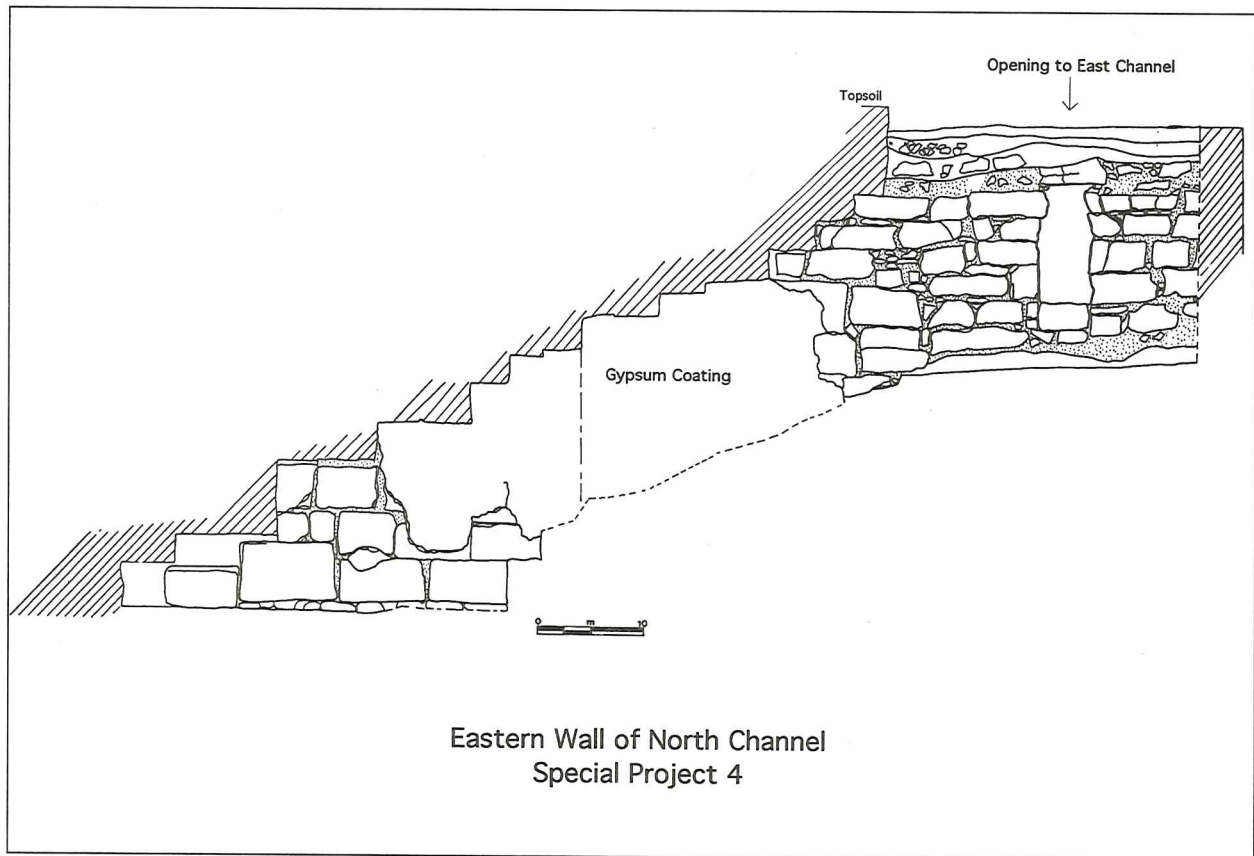 Opening to East Channel
Topsoil
Gypsum Coating
0 m 10
Eastern Wall of North Channel
Special Project 4